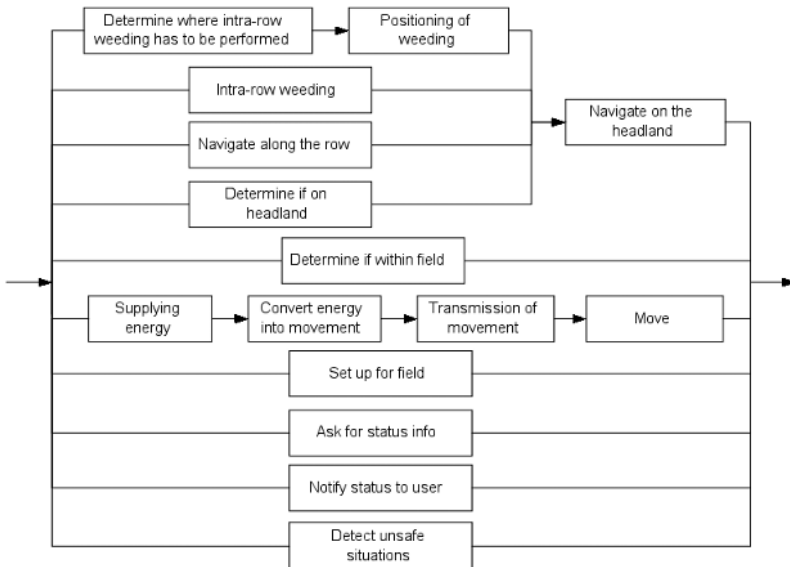 Determine where intra-row
weeding has to be performed
Positioning of
weeding
Intra-row weeding
Navigate on the
headland
Navigate along the row
Determine if on
headland
Determine if within field
Supplying
energy
Convert energy
into movement
Transmission of
movement
Move
Set up for field
Ask for status info
Notify status to user
Detect unsafe
situations